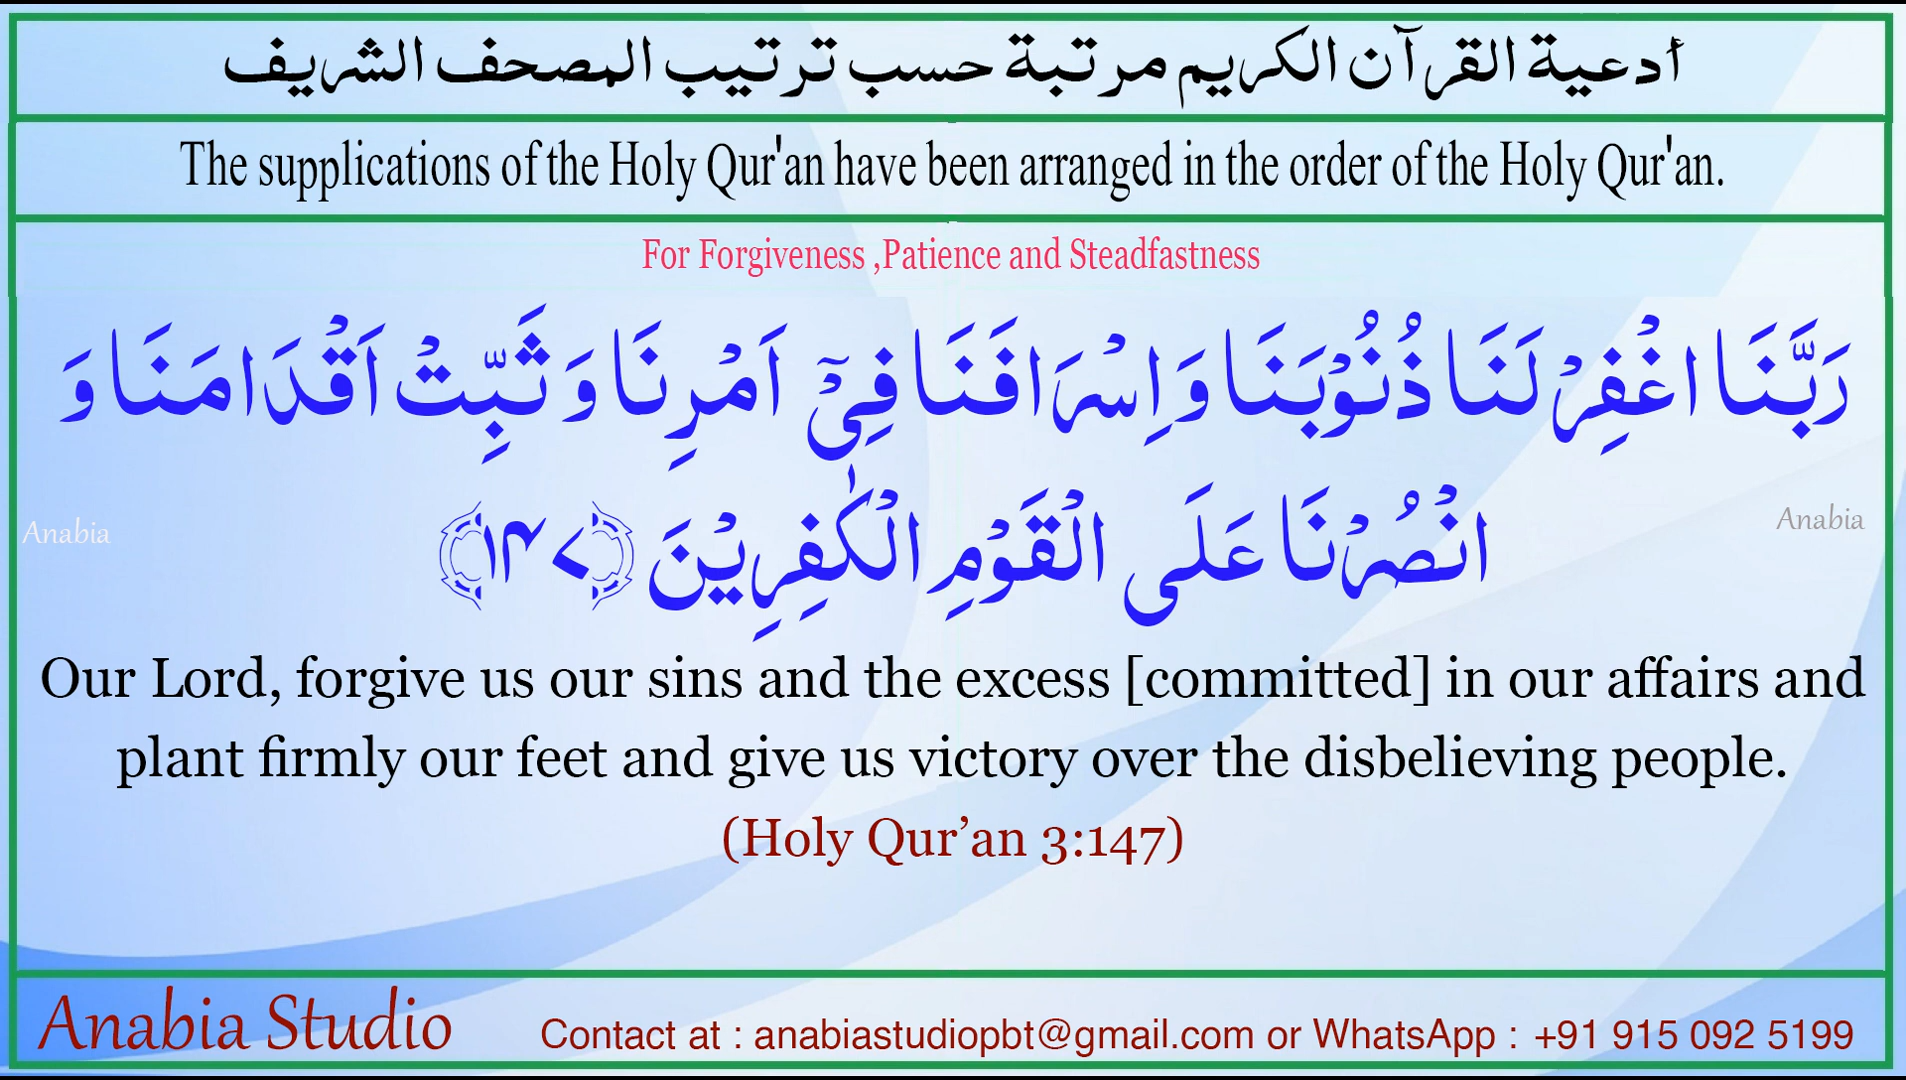 أدعية القرآن الكريم مرتبة حسب ترتيب المصحف الشريف
The supplications of the Holy Qur'an have been arranged in the order of the Holy Qur'an.
For Forgiveness ,Patience and Steadfastness
رَبَّنَا اغْفِرْ لَنَا ذُنُوْبَنَا وَاِسْرَافَنَا فِیْۤ اَمْرِنَا وَ ثَبِّتْ اَقْدَامَنَا وَ
انْصُرْنَا عَلَی الْقَوْمِ الْكٰفِرِیْنَ ﴿۱۴۷﴾
Anabia
Anabia
Our Lord, forgive us our sins and the excess [committed] in our affairs and
plant firmly our feet and give us victory over the disbelieving people.
(Holy Qur’an 3:147)
Anabia Studio
Contact at : anabiastudiopbt@gmail.com or WhatsApp : +91 915 092 5199